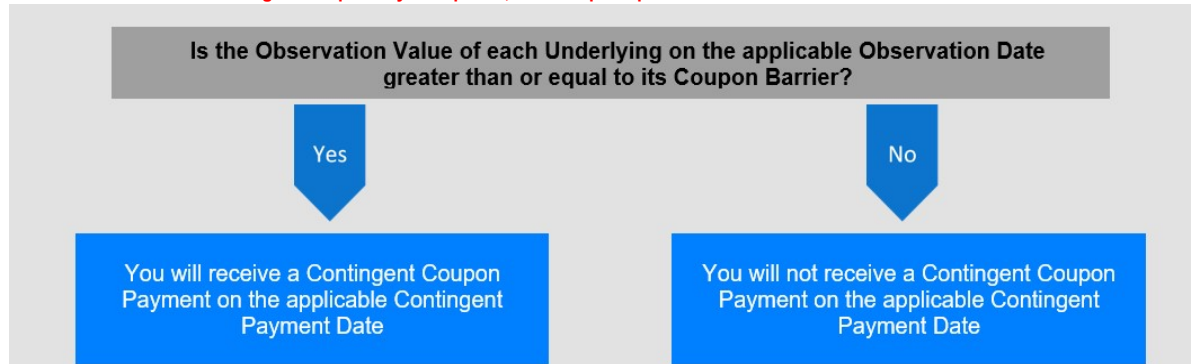 Is the Observation Value of each Underlying on the applicable Observation Date
greater than or equal to its Coupon Barrier?
Yes
No
You will receive a Contingent Coupon
Payment on the applicable Contingent
Payment Date
You will not receive a Contingent Coupon
Payment on the applicable Contingent
Payment Date